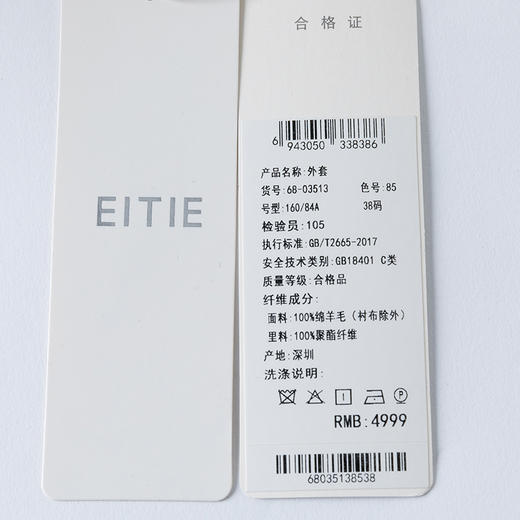 EITIE
合格证
6 943050 338386
产品名称:外套
货号:68-03513 色号:85
号型:160/84A 38码
检验员:105
执行标准:GB/T2665-2017
安全技术类别:GB18401 C类
质量等级:合格品
纤维成分:
面料:100%绵羊毛（衬布除外）
里料:100%聚酯纤维
产地:深圳
洗涤说明:
P
RMB:4999
68035138538